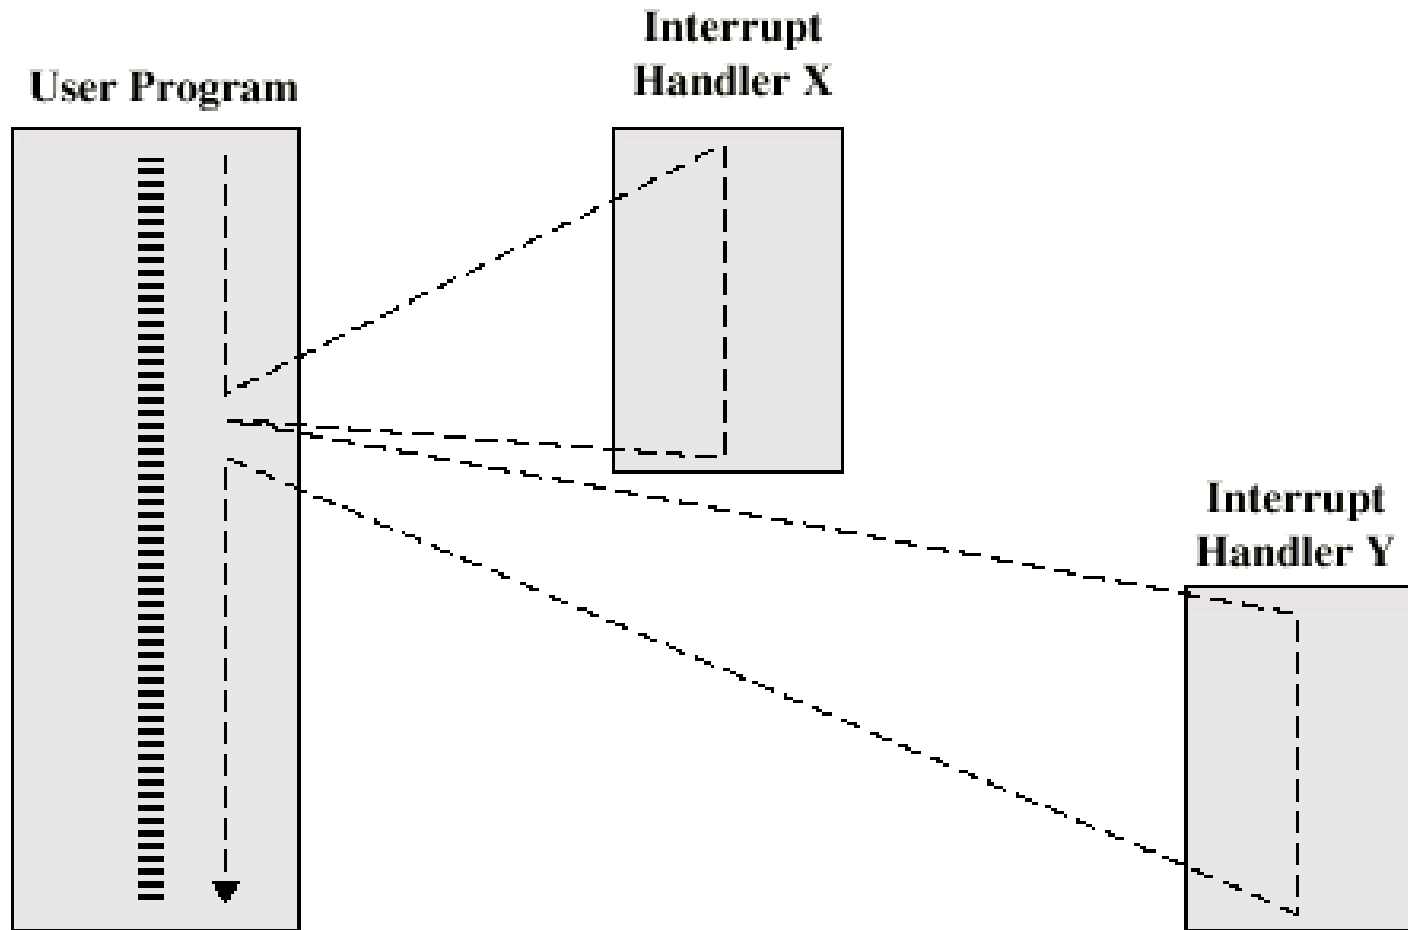 User Program
Interrupt
Handler X
Interrupt
Handler Y